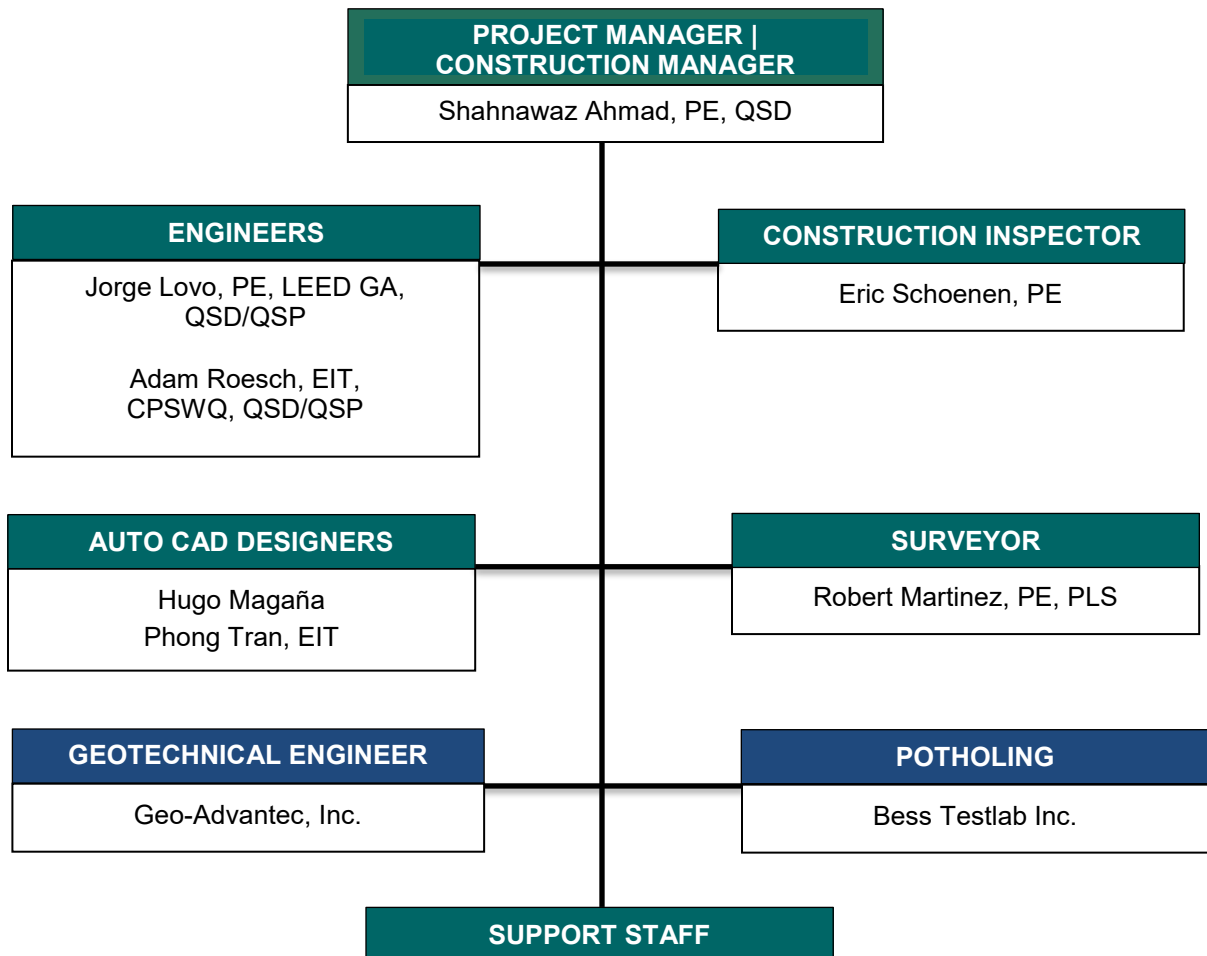 PROJECT MANAGER |
CONSTRUCTION MANAGER
Shahnawaz Ahmad, PE, QSD
ENGINEERS
Jorge Lovo, PE, LEED GA,
QSD/QSP
Adam Roesch, EIT,
CPSWQ, QSD/QSP
CONSTRUCTION INSPECTOR
Eric Schoenen, PE
AUTO CAD DESIGNERS
Hugo Magaña
Phong Tran, EIT
SURVEYOR
Robert Martinez, PE, PLS
GEOTECHNICAL ENGINEER
Geo-Advantec, Inc.
POTHOLING
Bess Testlab Inc.
SUPPORT STAFF